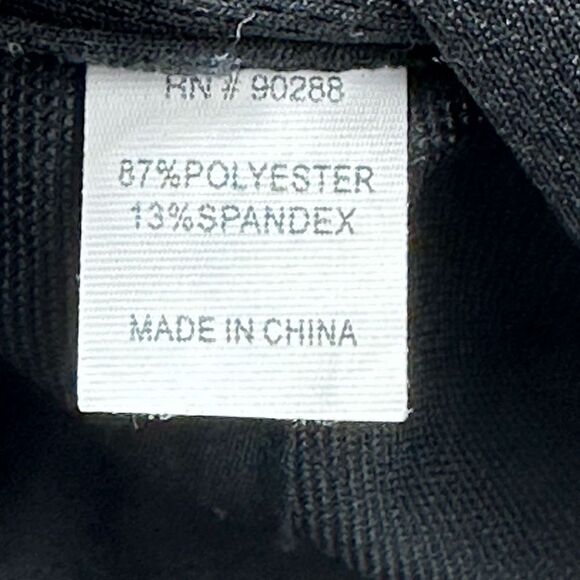 RN # 90288
87%POLYESTER
13%SPANDEX
MADE IN CHINA